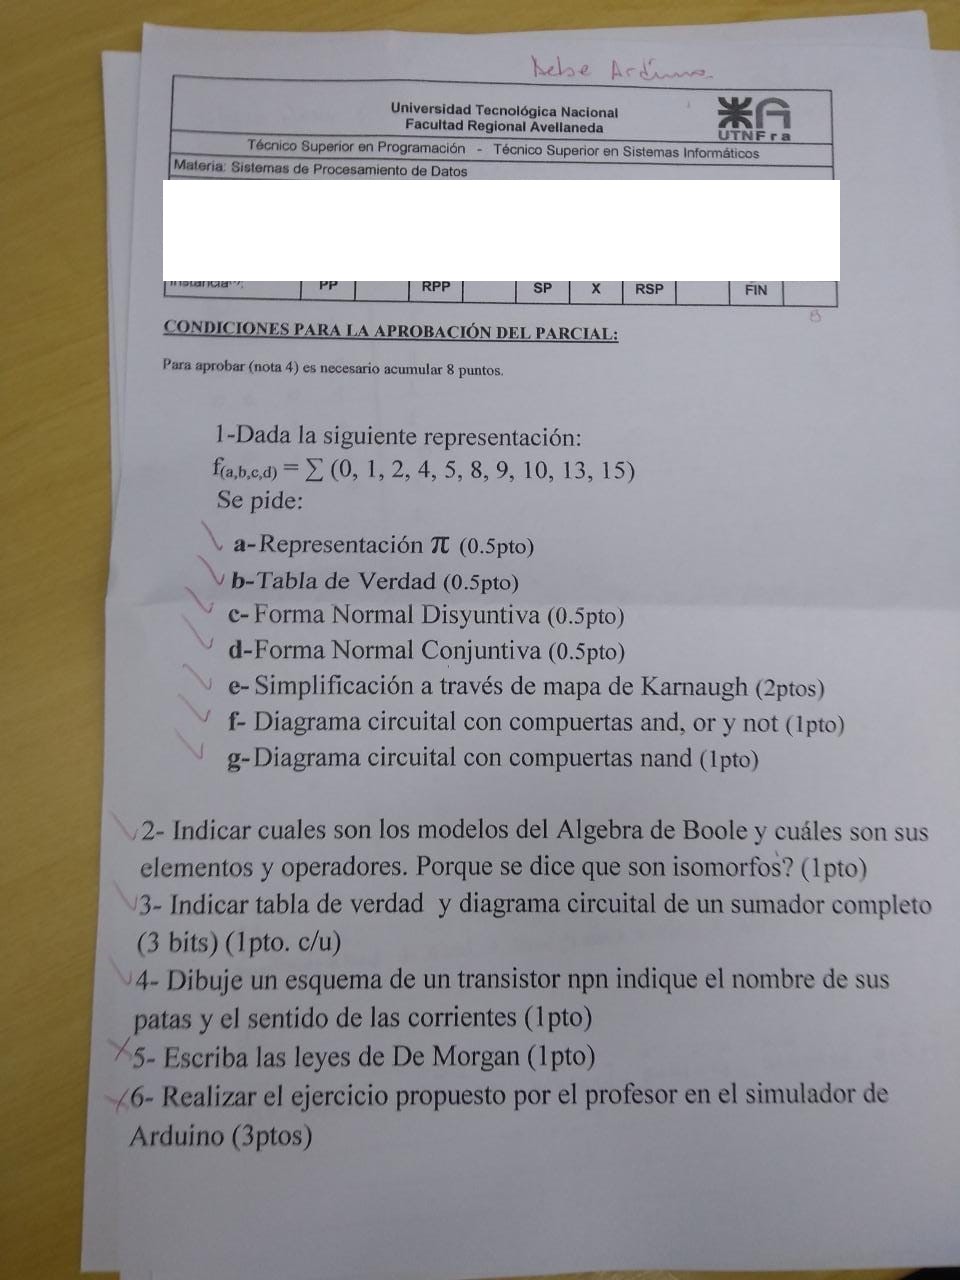 Debe Arduino
Universidad Tecnológica Nacional
Facultad Regional Avellaneda
UTNFra
Técnico Superior en Programación - Técnico Superior en Sistemas Informáticos
Materia: Sistemas de Procesamiento de Datos
PP RPP SP X RSP FIN
8
CONDICIONES PARA LA APROBACIÓN DEL PARCIAL:
Para aprobar (nota 4) es necesario acumular 8 puntos.
1-Dada la siguiente representación:
f(a,b,c,d) = ∑ (0, 1, 2, 4, 5, 8, 9, 10, 13, 15)
Se pide:
a-Representación π (0.5pto)
b-Tabla de Verdad (0.5pto)
c- Forma Normal Disyuntiva (0.5pto)
d-Forma Normal Conjuntiva (0.5pto)
e- Simplificación a través de mapa de Karnaugh (2ptos)
f- Diagrama circuital con compuertas and, or y not (1pto)
g-Diagrama circuital con compuertas nand (1pto)
2- Indicar cuales son los modelos del Algebra de Boole y cuáles son sus
elementos y operadores. Porque se dice que son isomorfos? (1pto)
3- Indicar tabla de verdad y diagrama circuital de un sumador completo
(3 bits) (1pto. c/u)
4- Dibuje un esquema de un transistor npn indique el nombre de sus
patas y el sentido de las corrientes (1pto)
5- Escriba las leyes de De Morgan (1pto)
6- Realizar el ejercicio propuesto por el profesor en el simulador de
Arduino (3ptos)